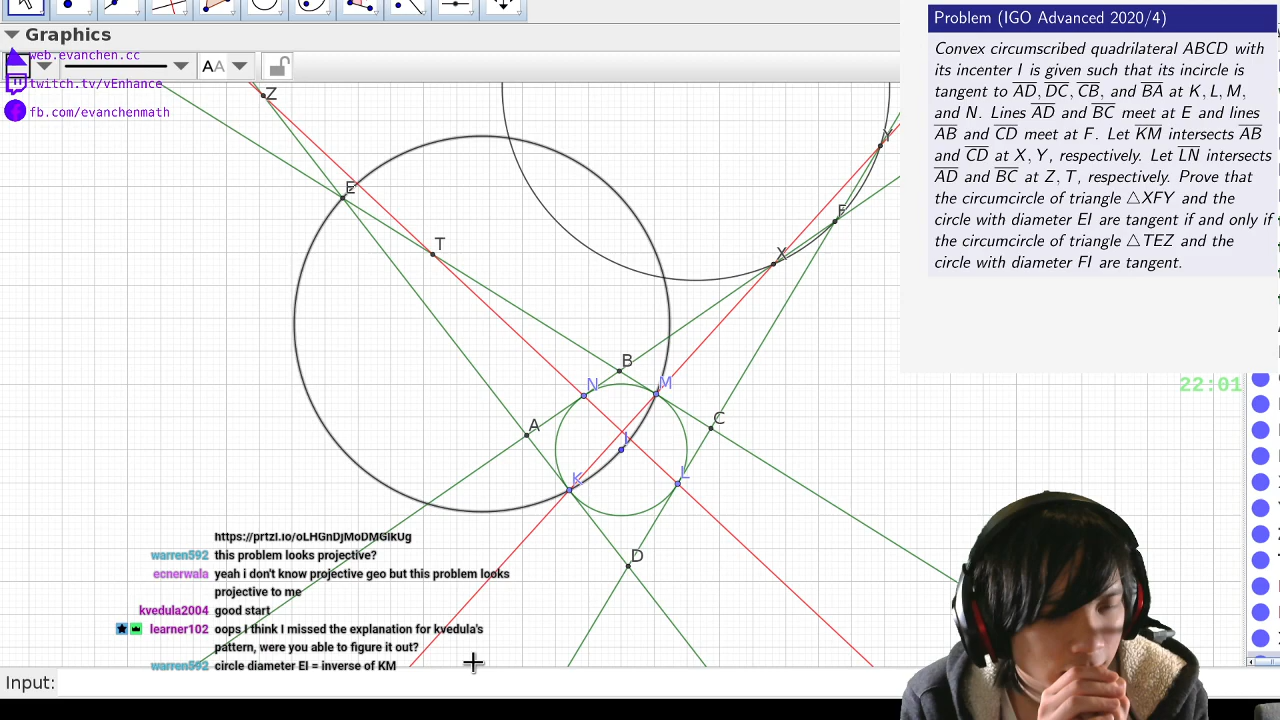 Graphics
web.evanchen.cc
AA
twitch.tv/vEnhance
fb.com/evanchenmath
Problem (IGO Advanced 2020/4)
Convex circumscribed quadrilateral ABCD with
its incenter I is given such that its incircle is
tangent to AD, DC, CB, and BA at K, L, M,
and N. Lines AD and BC meet at E and lines
AB and CD meet at F. Let KM intersects AB
and CD at X, Y, respectively. Let LN intersects
AD and BC at Z, T, respectively. Prove that
the circumcircle of triangle △XFY and the
circle with diameter EI are tangent if and only if
the circumcircle of triangle △TEZ and the
circle with diameter FI are tangent.
Z
Y
E
F
T
X
B
N
M
22:01
A
C
I
K
L
D
https://prtzl.io/oLHGnDjMoDMGikUg
warren592 this problem looks projective?
ecnerwala yeah i don't know projective geo but this problem looks
projective to me
kvedula2004 good start
learner102 oops I think I missed the explanation for kvedula's
pattern, were you able to figure it out?
warren592 circle diameter EI = inverse of KM
Input: